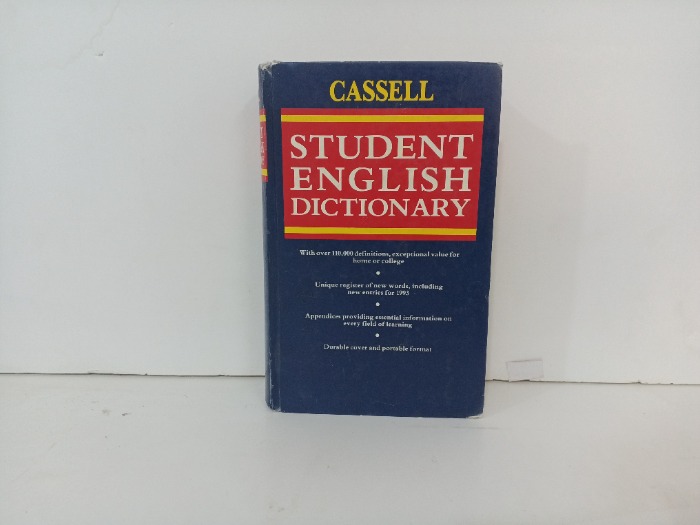 CASSELL
STUDENT
ENGLISH
DICTIONARY
With over 110,000 definitions, exceptional value for
home or college
Unique register of new words, including
new entries for 1993
Appendices providing essential information on
every field of learning
Durable cover and portable format